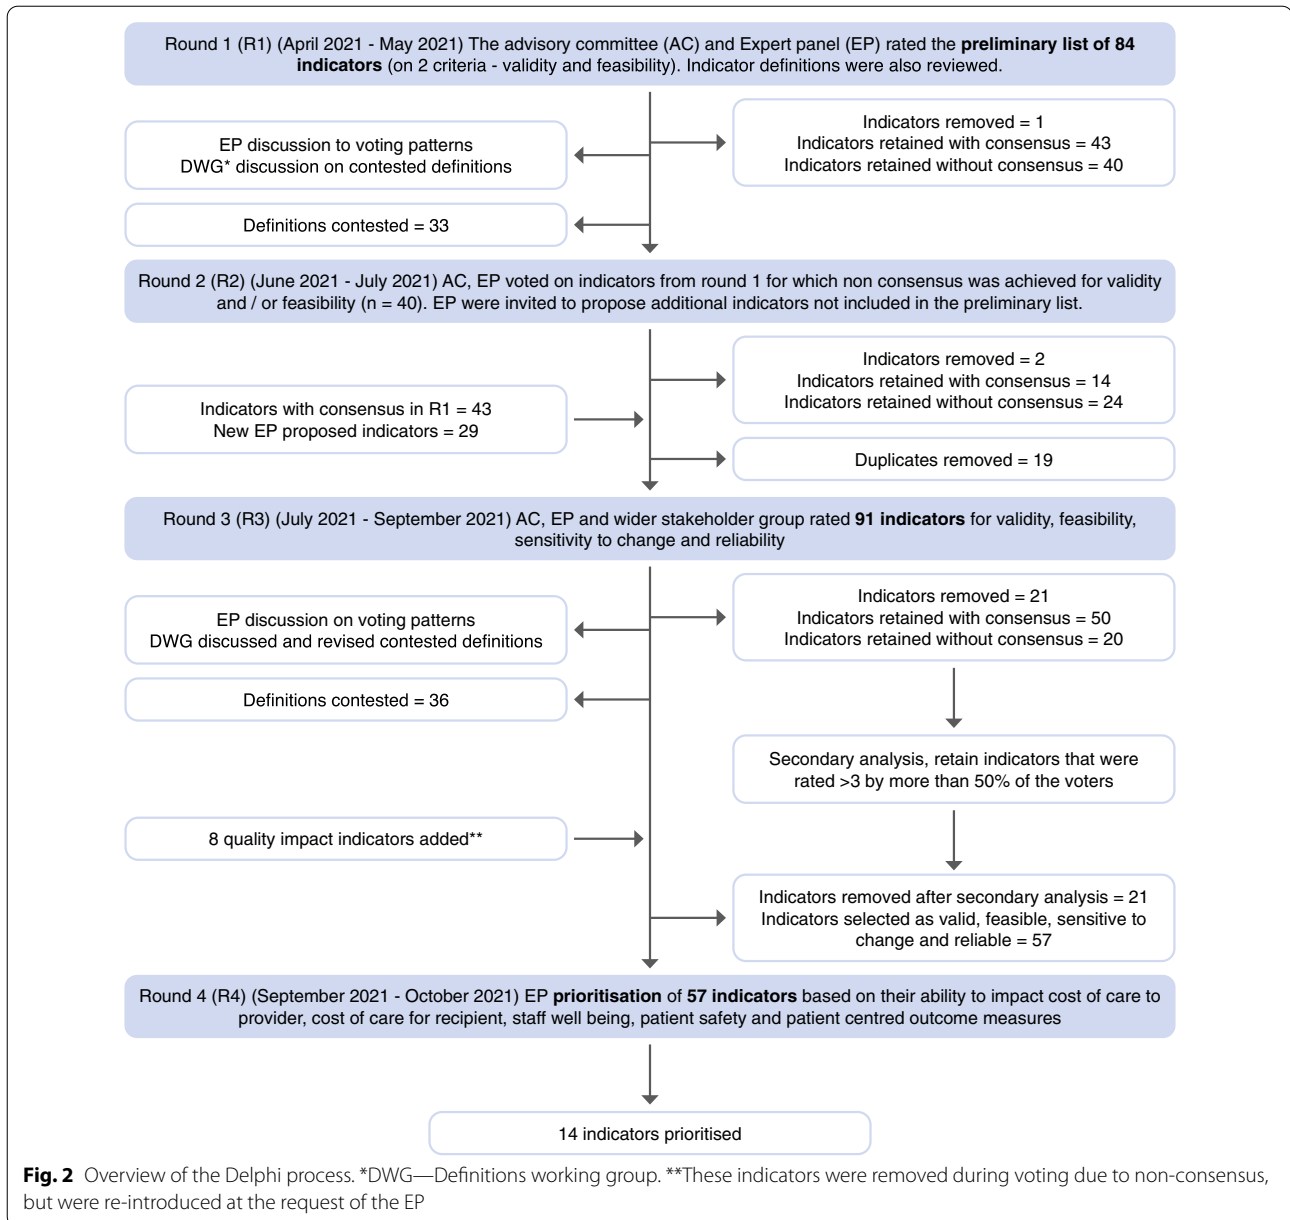 Round 1 (R1) (April 2021 - May 2021) The advisory committee (AC) and Expert panel (EP) rated the preliminary list of 84
indicators (on 2 criteria - validity and feasibility). Indicator definitions were also reviewed.
EP discussion to voting patterns
DWG* discussion on contested definitions
Indicators removed = 1
Indicators retained with consensus = 43
Indicators retained without consensus = 40
Definitions contested = 33
Round 2 (R2) (June 2021 - July 2021) AC, EP voted on indicators from round 1 for which non consensus was achieved for validity
and / or feasibility (n = 40). EP were invited to propose additional indicators not included in the preliminary list.
Indicators removed = 2
Indicators retained with consensus = 14
Indicators retained without consensus = 24
Indicators with consensus in R1 = 43
New EP proposed indicators = 29
Duplicates removed = 19
Round 3 (R3) (July 2021 - September 2021) AC, EP and wider stakeholder group rated 91 indicators for validity, feasibility,
sensitivity to change and reliability
EP discussion on voting patterns
DWG discussed and revised contested definitions
Indicators removed = 21
Indicators retained with consensus = 50
Indicators retained without consensus = 20
Definitions contested = 36
Secondary analysis, retain indicators that were
rated >3 by more than 50% of the voters
8 quality impact indicators added**
Indicators removed after secondary analysis = 21
Indicators selected as valid, feasible, sensitive to
change and reliable = 57
Round 4 (R4) (September 2021 - October 2021) EP prioritisation of 57 indicators based on their ability to impact cost of care to
provider, cost of care for recipient, staff well being, patient safety and patient centred outcome measures
14 indicators prioritised
Fig. 2 Overview of the Delphi process. *DWG—Definitions working group. **These indicators were removed during voting due to non-consensus,
but were re-introduced at the request of the EP